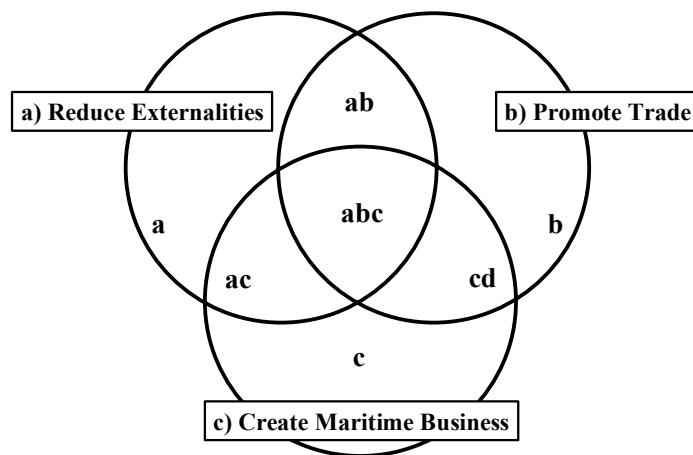 a) Reduce Externalities
b) Promote Trade
ab
abc
a
b
ac
cd
c
c) Create Maritime Business